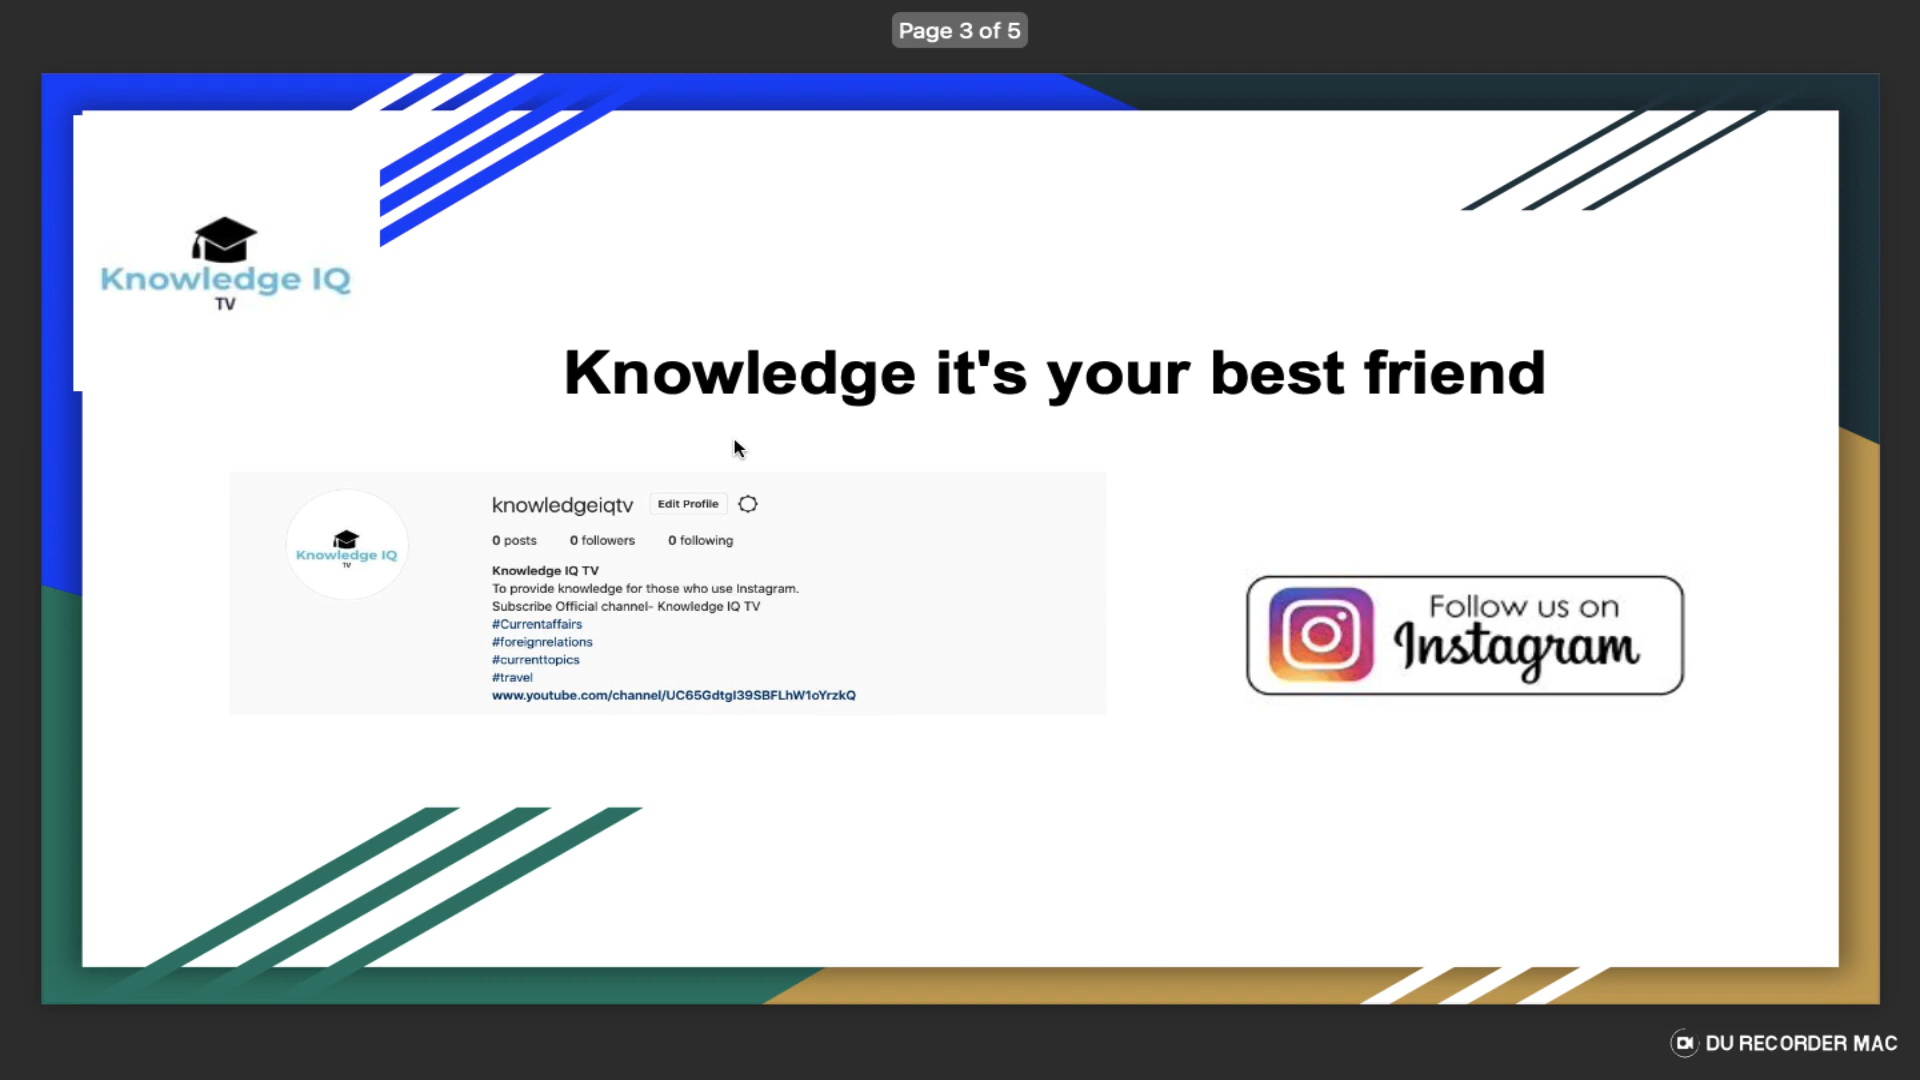 Page 3 of 5
Knowledge IQ
TV
Knowledge it's your best friend
knowledgeiqtv Edit Profile
0 posts 0 followers 0 following
Knowledge IQ
TV
Knowledge IQ TV
To provide knowledge for those who use Instagram.
Subscribe Official channel- Knowledge IQ TV
#Currentaffairs
#foreignrelations
#currenttopics
#travel
www.youtube.com/channel/UC65GdtgI39SBFLhW1oYrzkQ
Follow us on
Instagram
DU RECORDER MAC